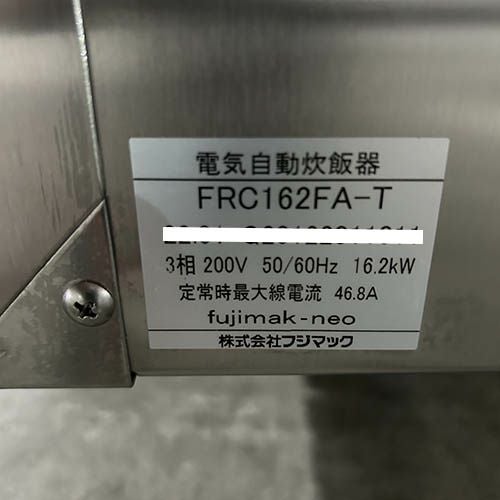 電気自動炊飯器
FRC162FA-T
3相 200V 50/60Hz 16.2kW
定常時最大線電流 46.8A
fujimak-neo
株式会社フジマック